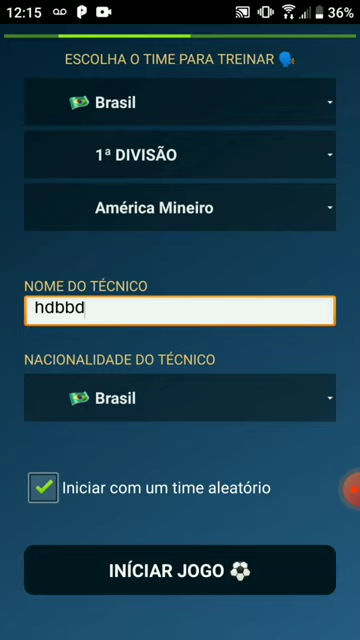 12:15
36%
ESCOLHA O TIME PARA TREINAR
Brasil
1ª DIVISÃO
América Mineiro
NOME DO TÉCNICO
hdbbd
NACIONALIDADE DO TÉCNICO
Brasil
Iniciar com um time aleatório
INÍCIAR JOGO